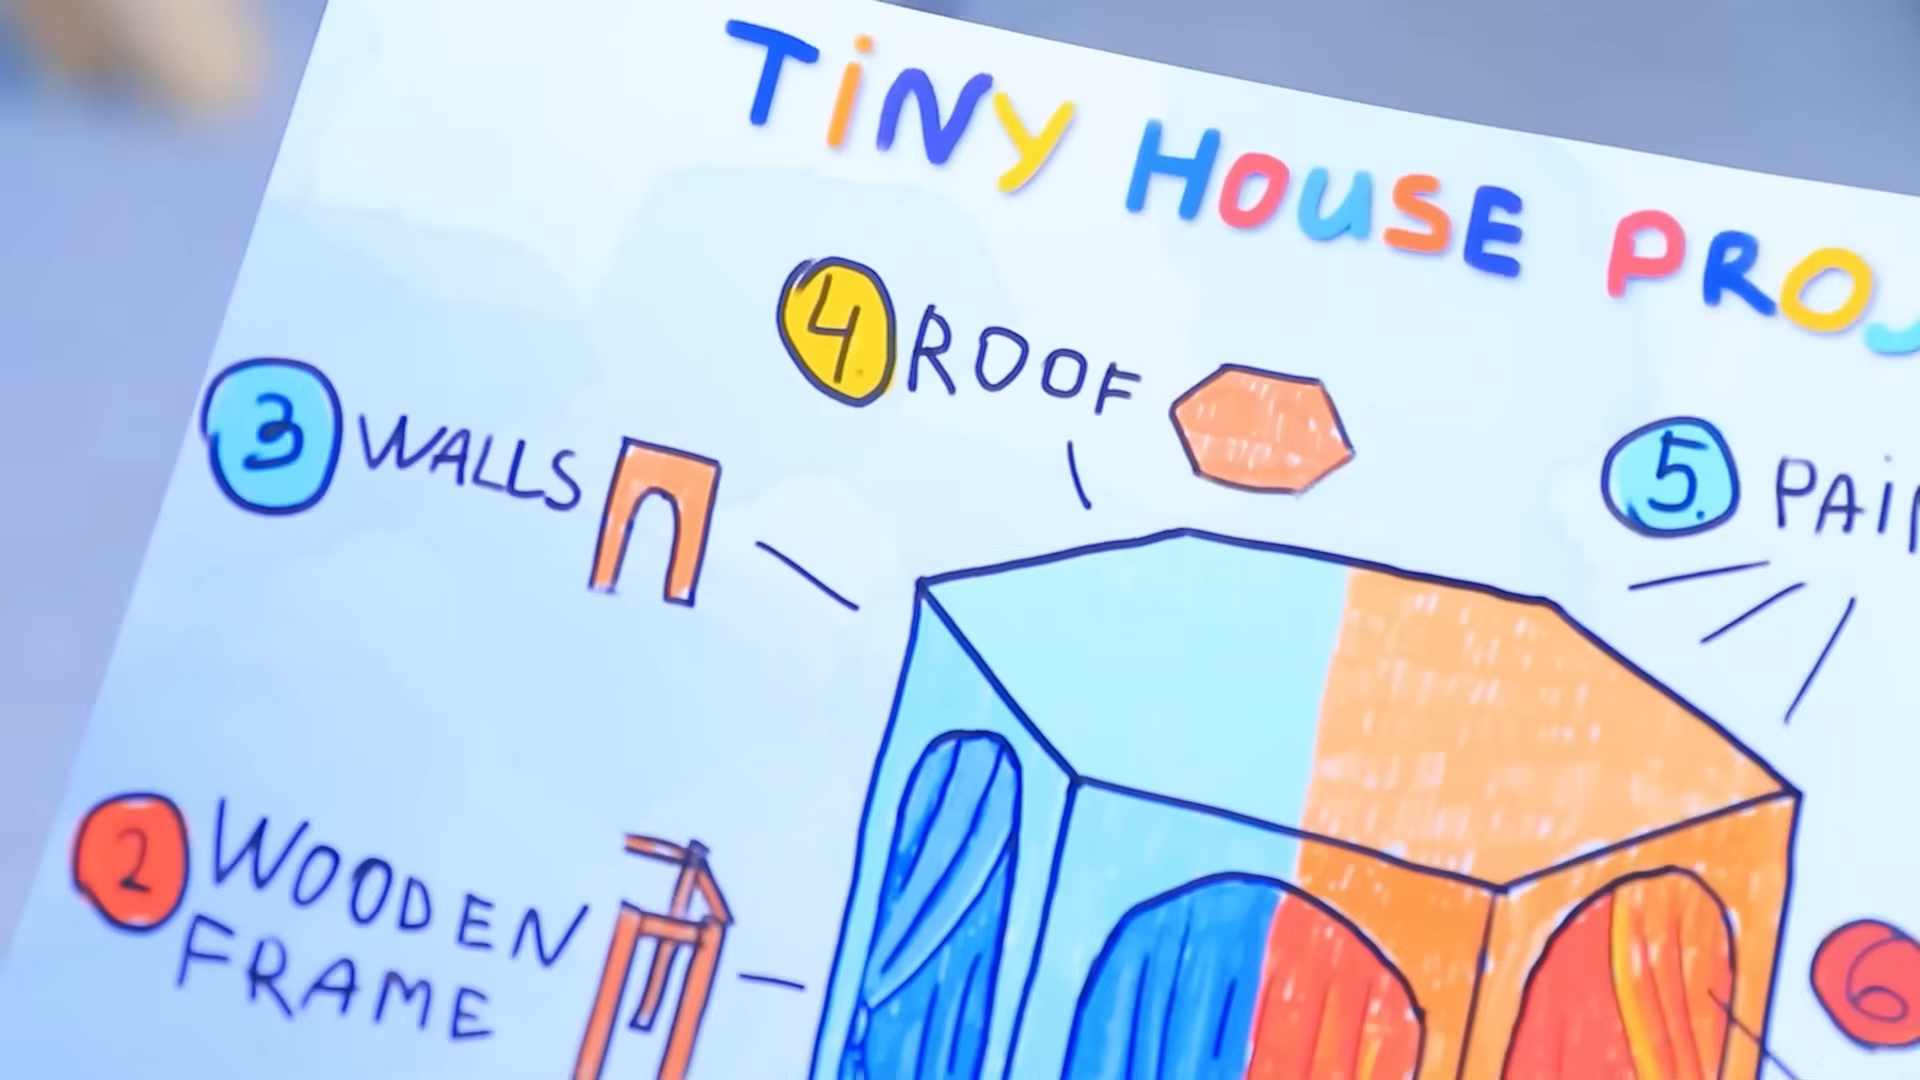 TiNY HOUSE PROJ
4. ROOF
3 WALLS
5. PAI
2 WOODEN
FRAME
6